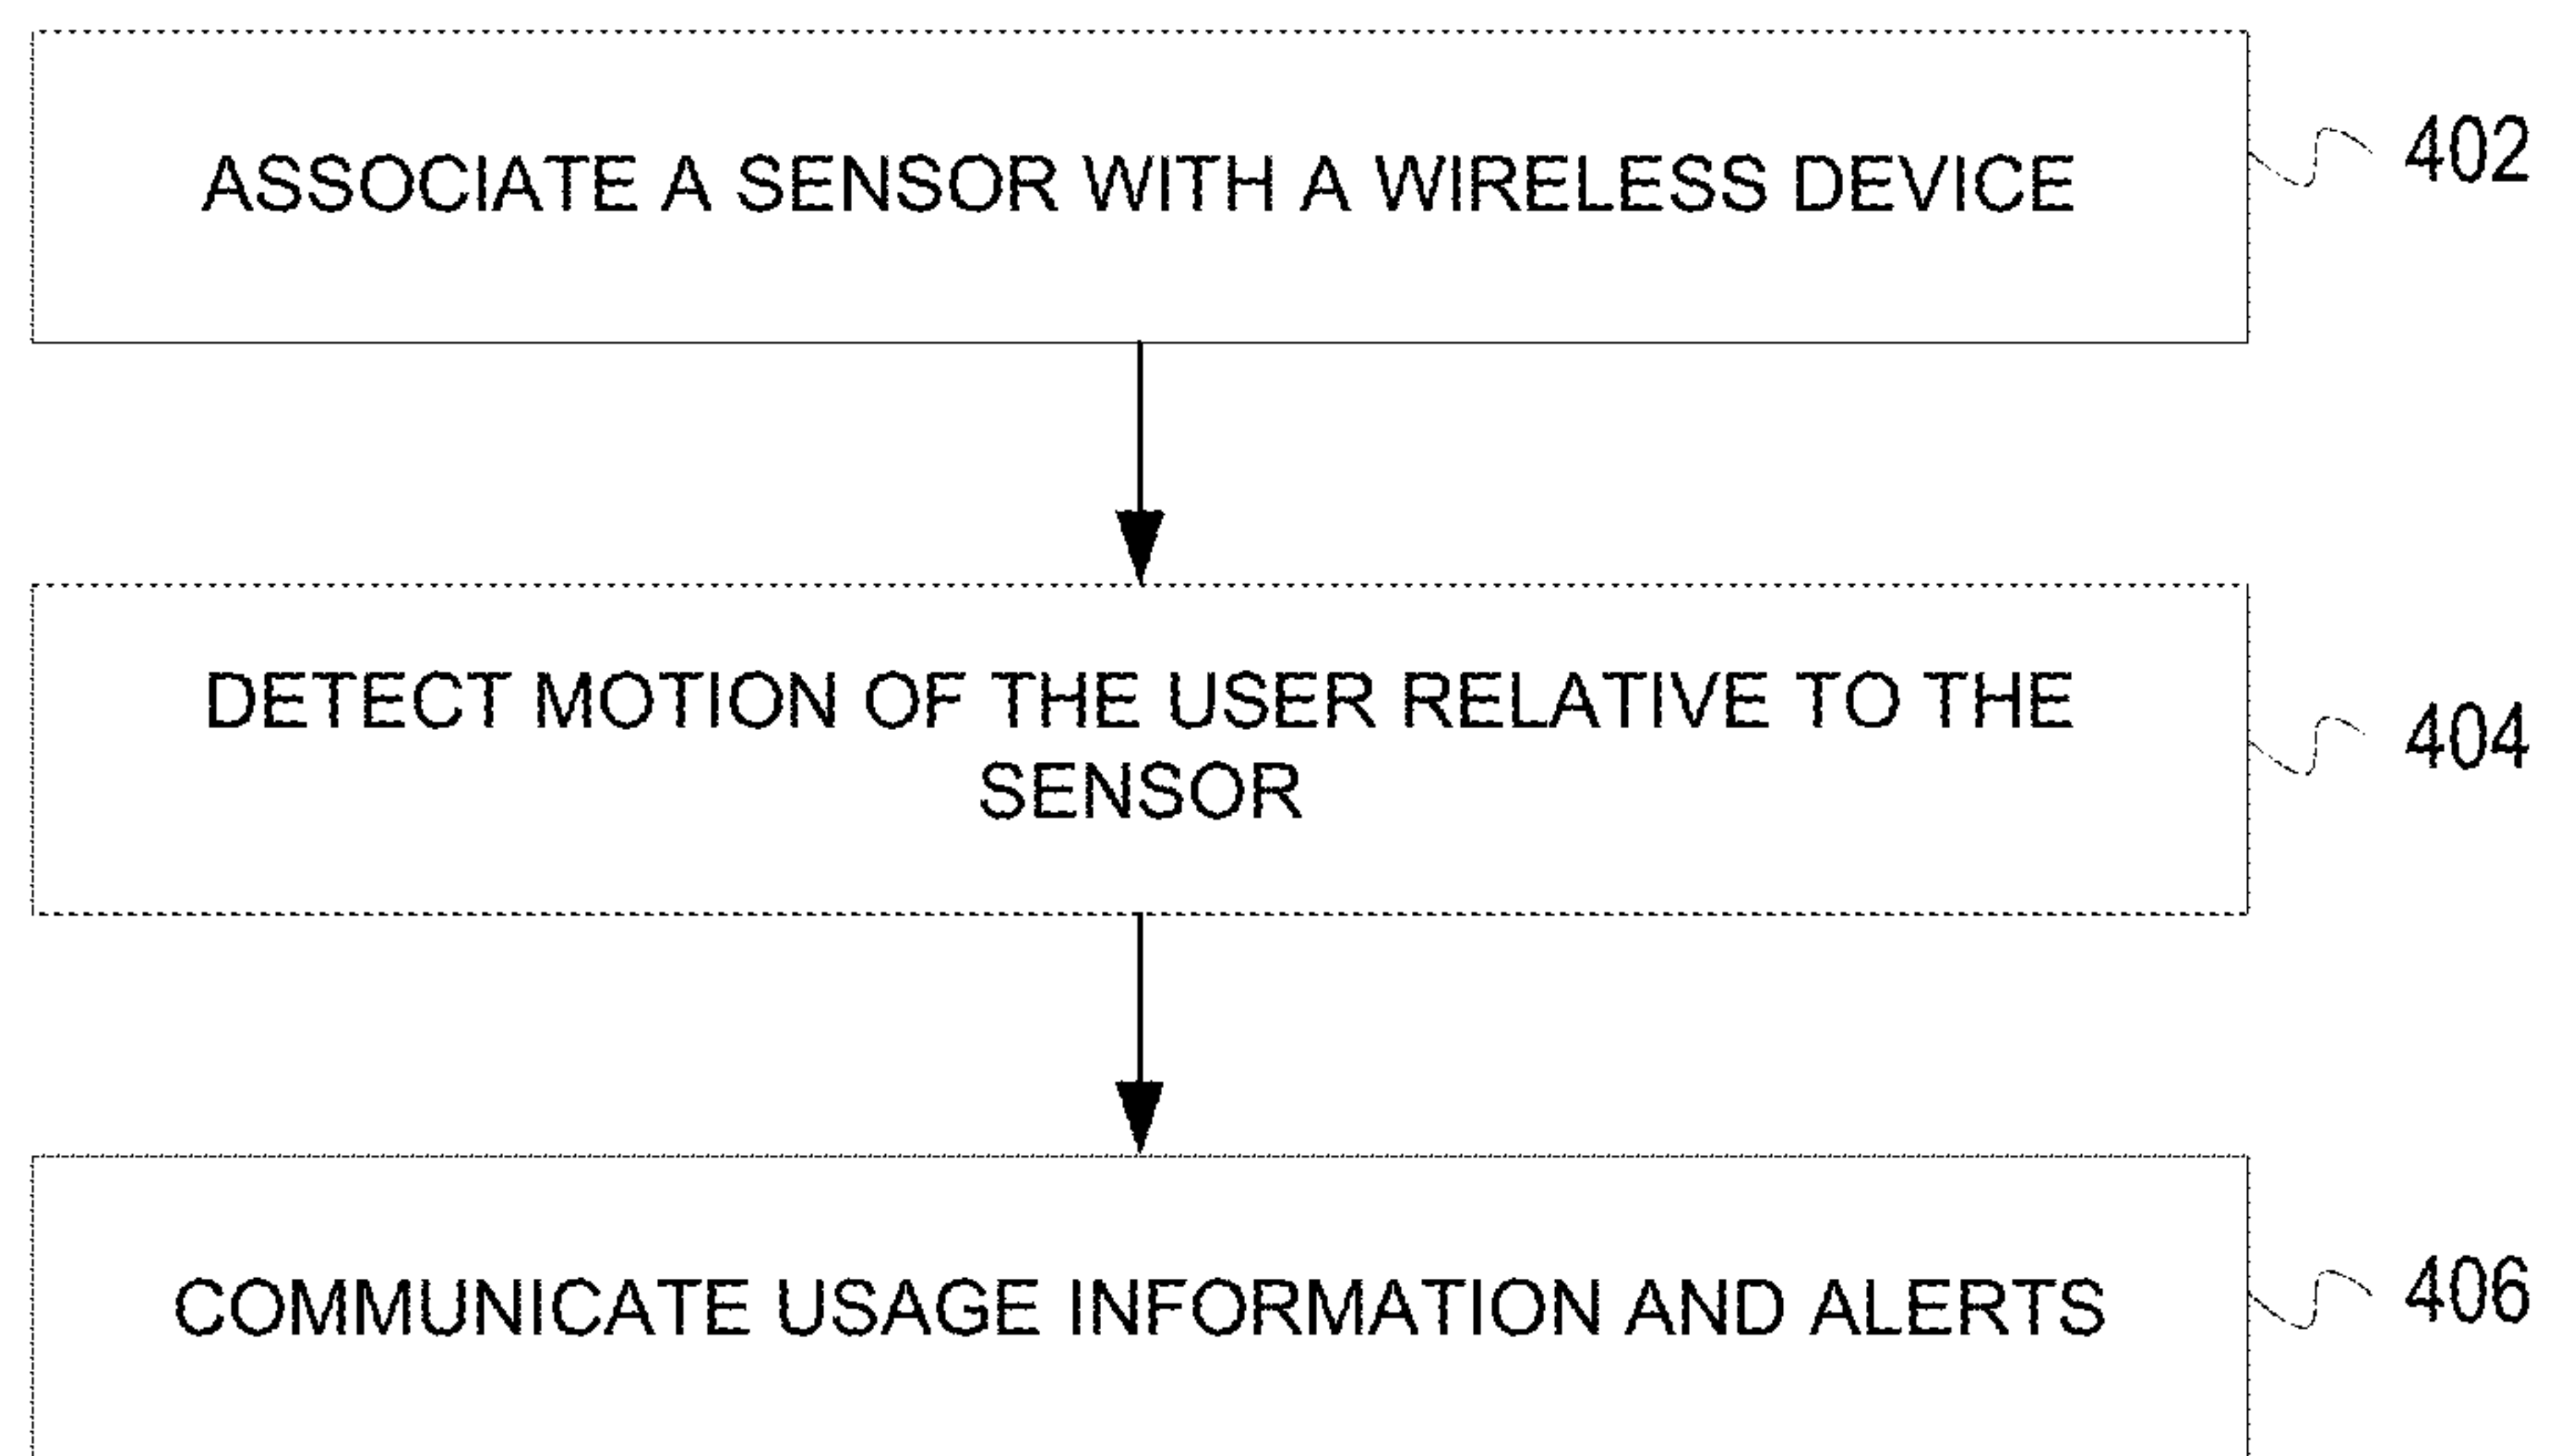 ASSOCIATE A SENSOR WITH A WIRELESS DEVICE
402
DETECT MOTION OF THE USER RELATIVE TO THE
SENSOR
404
COMMUNICATE USAGE INFORMATION AND ALERTS
406